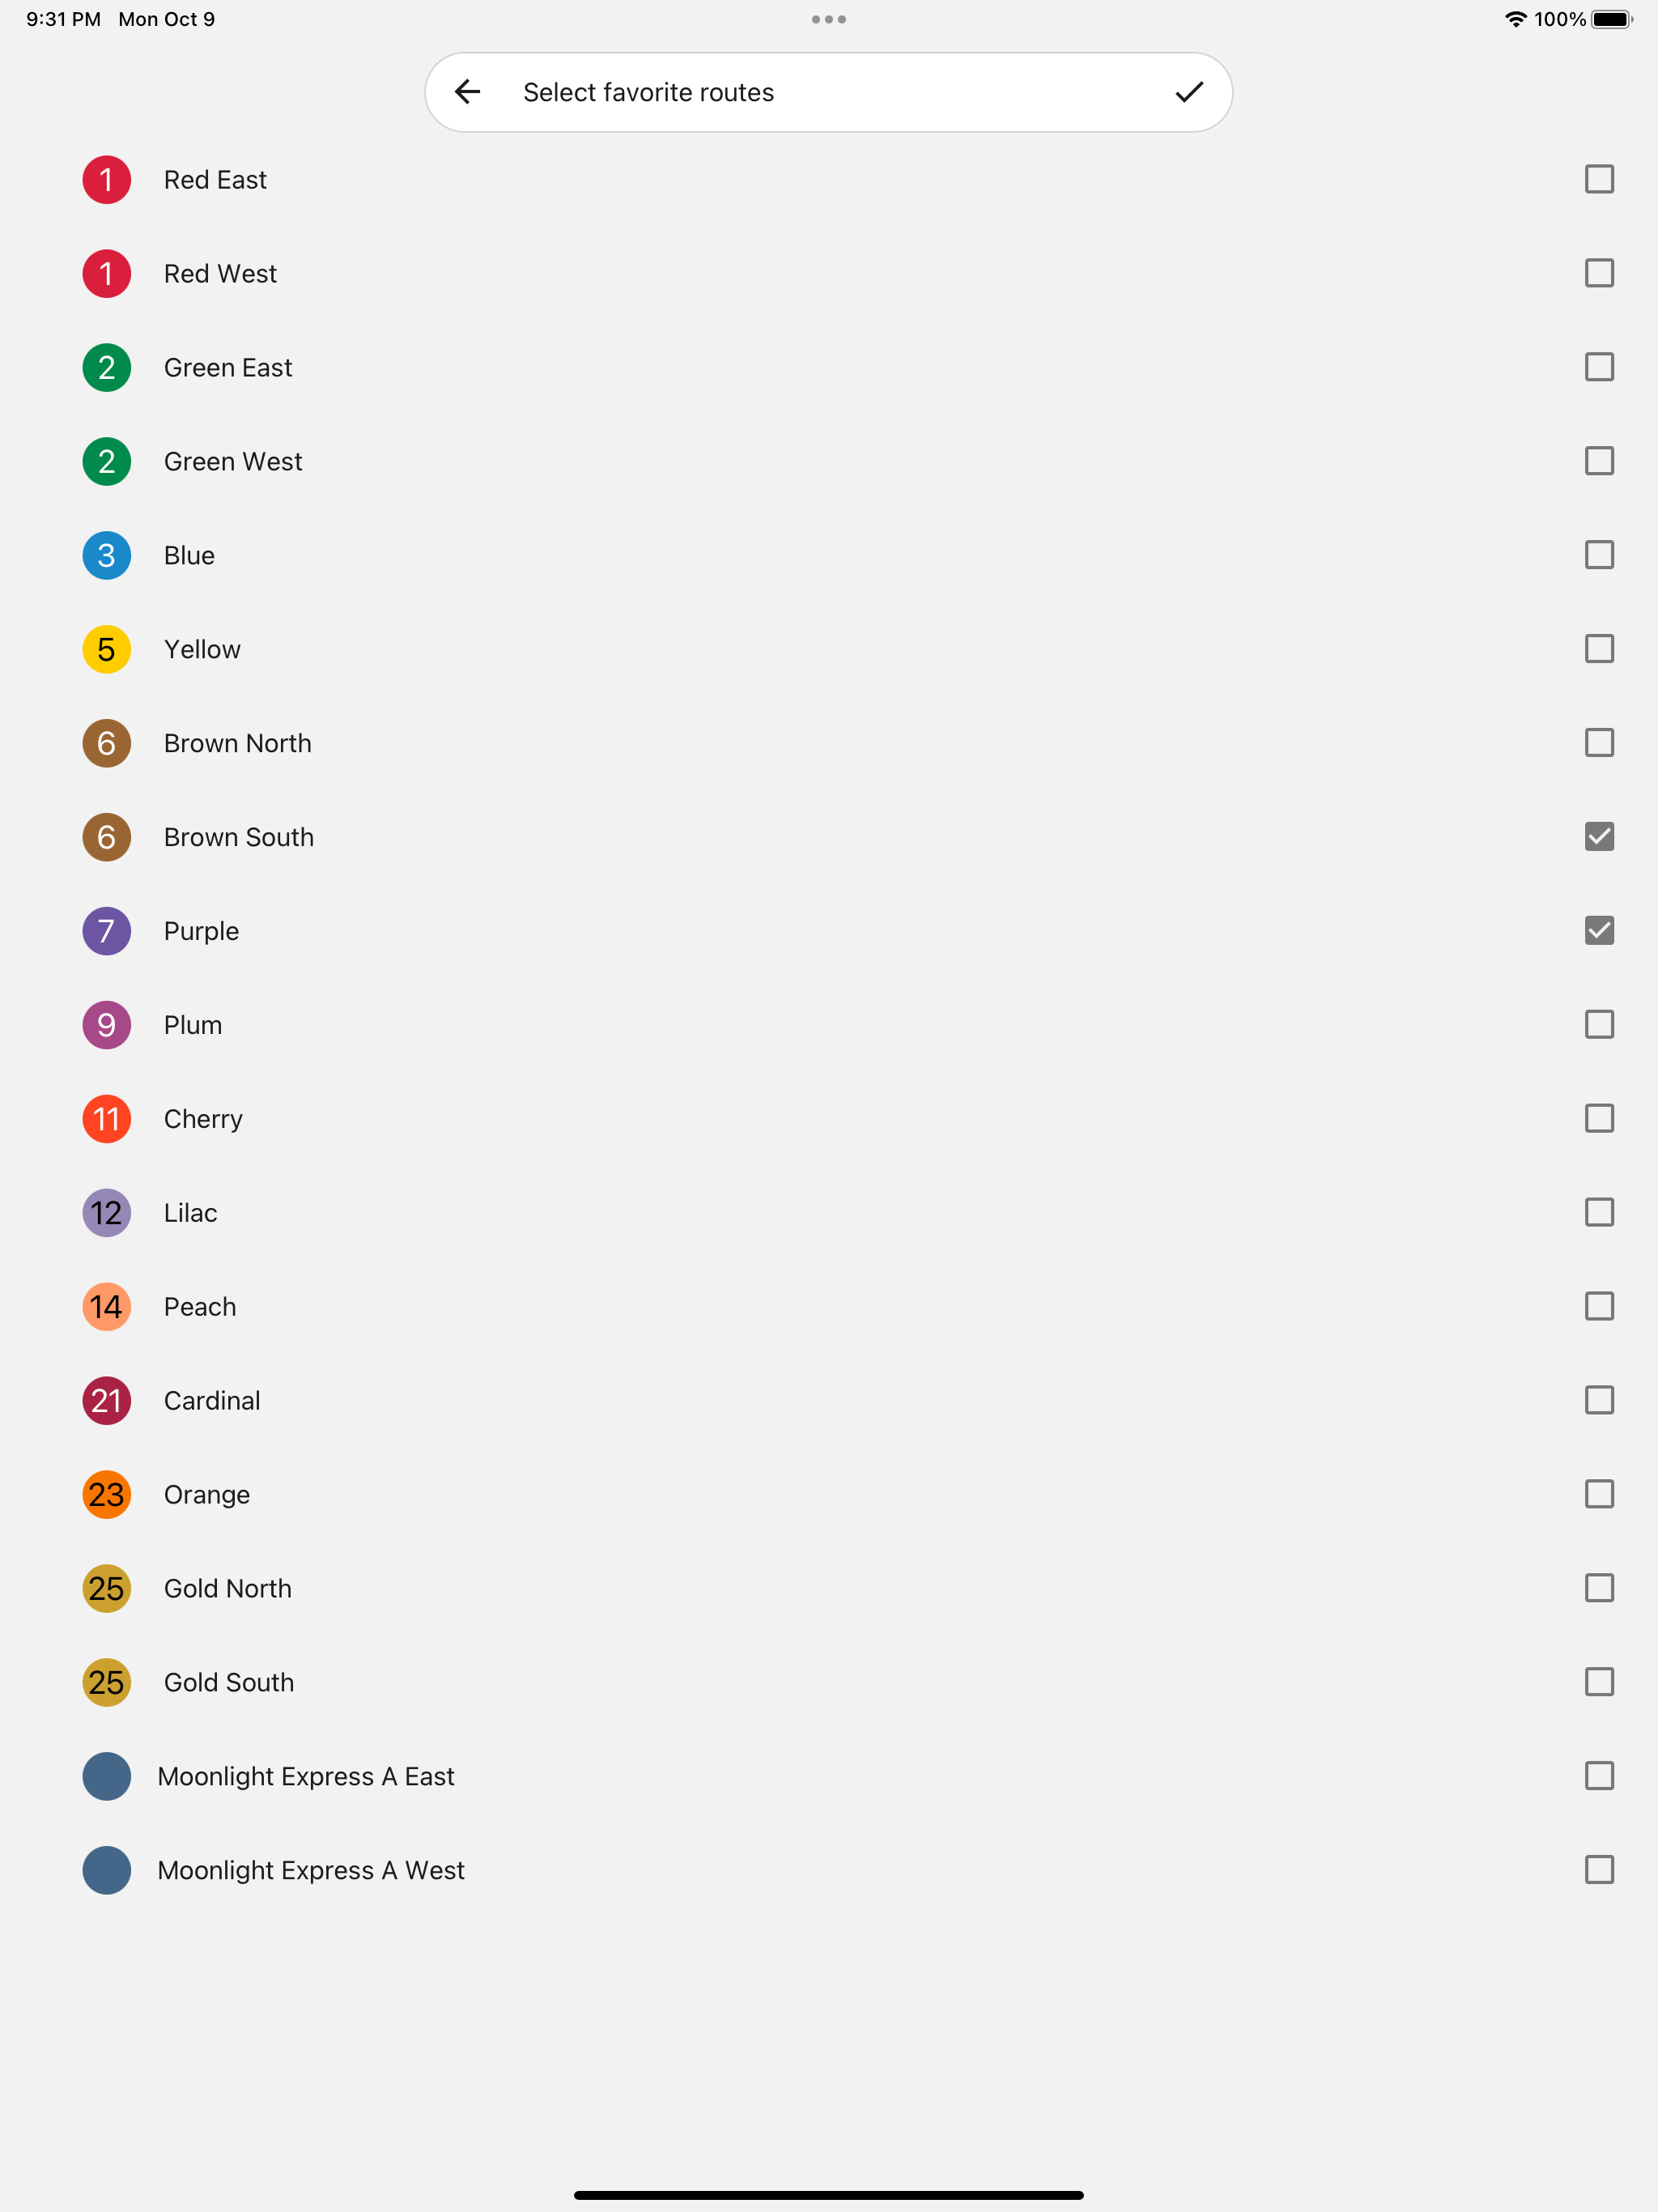 9:31 PM Mon Oct 9 100%
Select favorite routes
1 Red East
1 Red West
2 Green East
2 Green West
3 Blue
5 Yellow
6 Brown North
6 Brown South
7 Purple
9 Plum
11 Cherry
12 Lilac
14 Peach
21 Cardinal
23 Orange
25 Gold North
25 Gold South
Moonlight Express A East
Moonlight Express A West